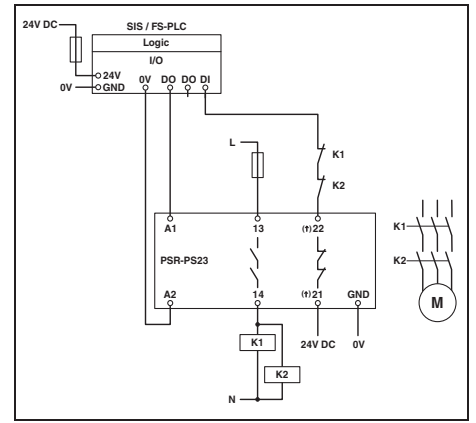 24V DC
SIS / FS-PLC
Logic
I/O
24V
0V DO DO DI
0V
GND
L
K1
K2
A1 13 (†)22
PSR-PS23
K1
K2
M
A2 14 (†)21 GND
K1
24V DC 0V
K2
N